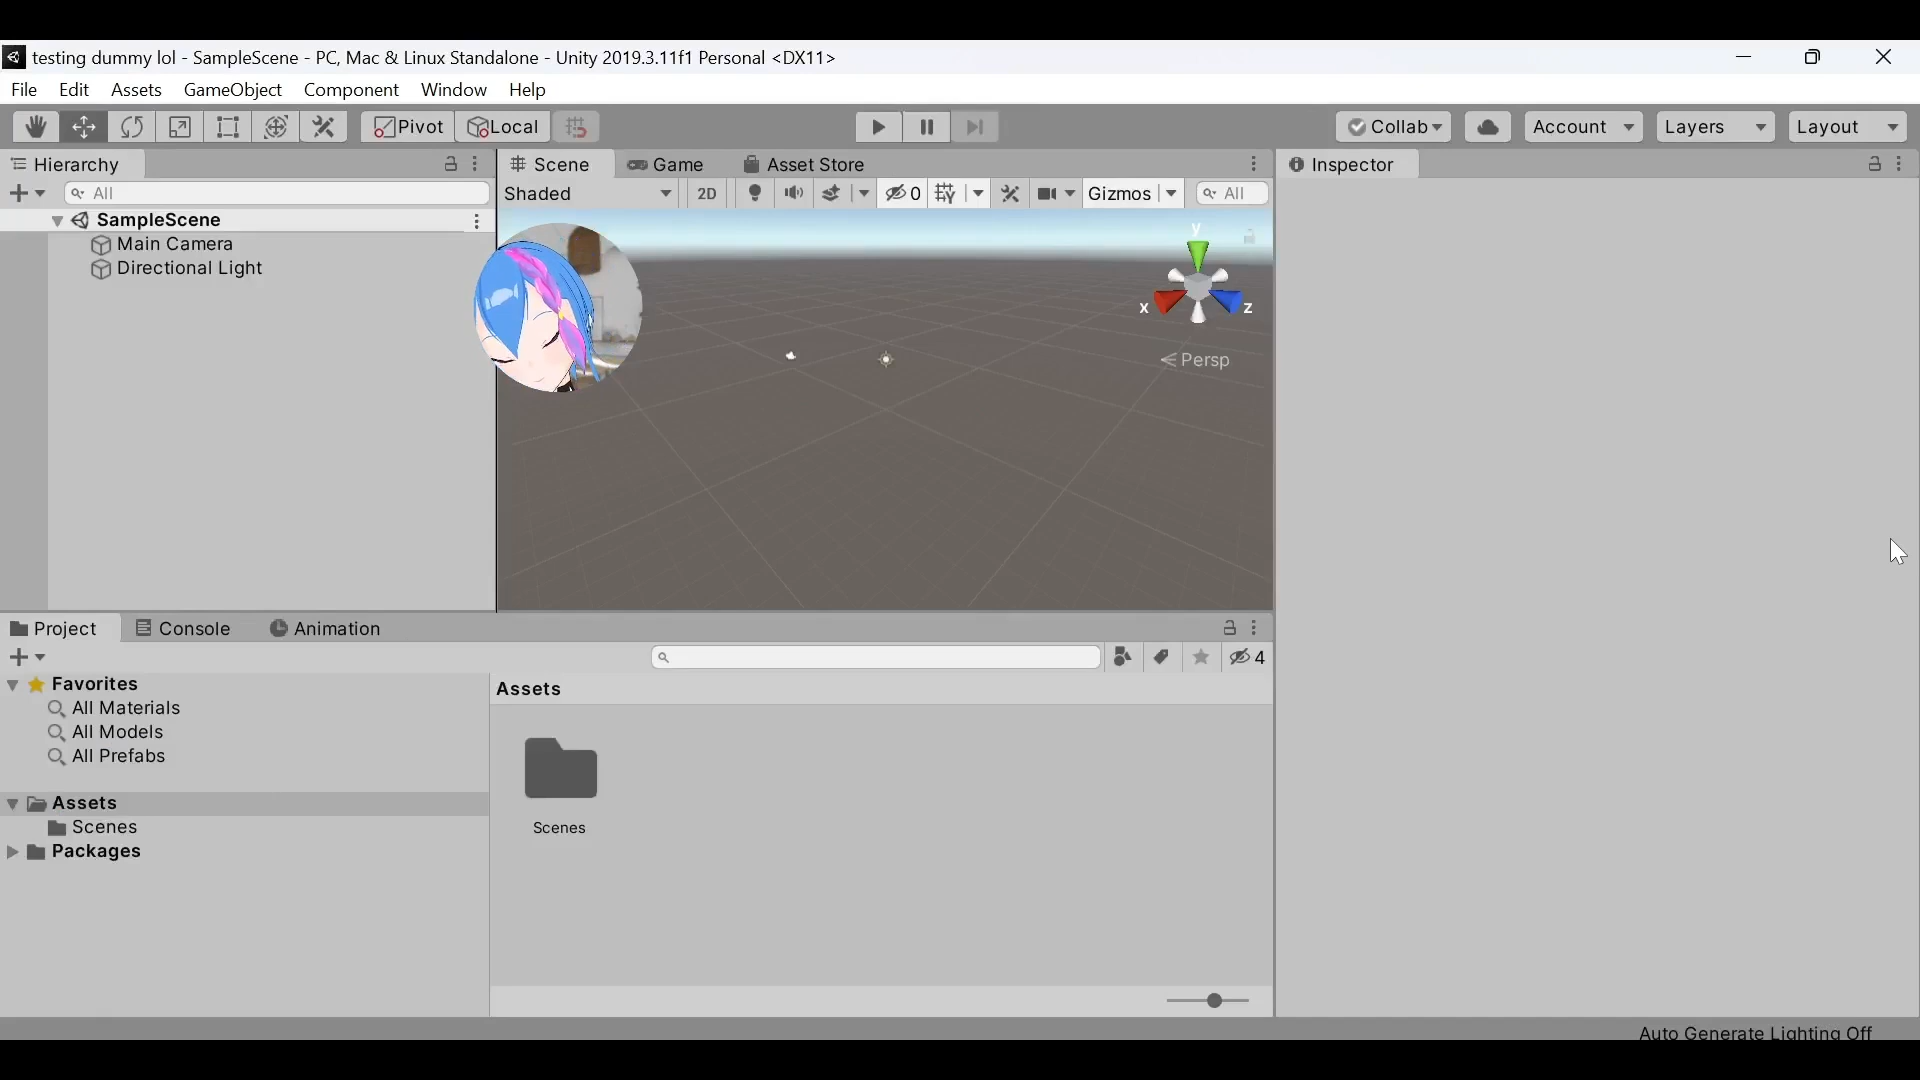 testing dummy lol - SampleScene - PC, Mac & Linux Standalone - Unity 2019.3.11f1 Personal <DX11>
File Edit Assets GameObject Component Window Help
Pivot Local Collab Account Layers Layout
Hierarchy
All
SampleScene
Main Camera
Directional Light
Scene Game Asset Store
Shaded 2D 0 Gizmos All
y
x z
Persp
Inspector
Project Console Animation
4
Favorites
All Materials
All Models
All Prefabs
Assets
Scenes
Packages
Assets
Scenes
Auto Generate Lighting Off